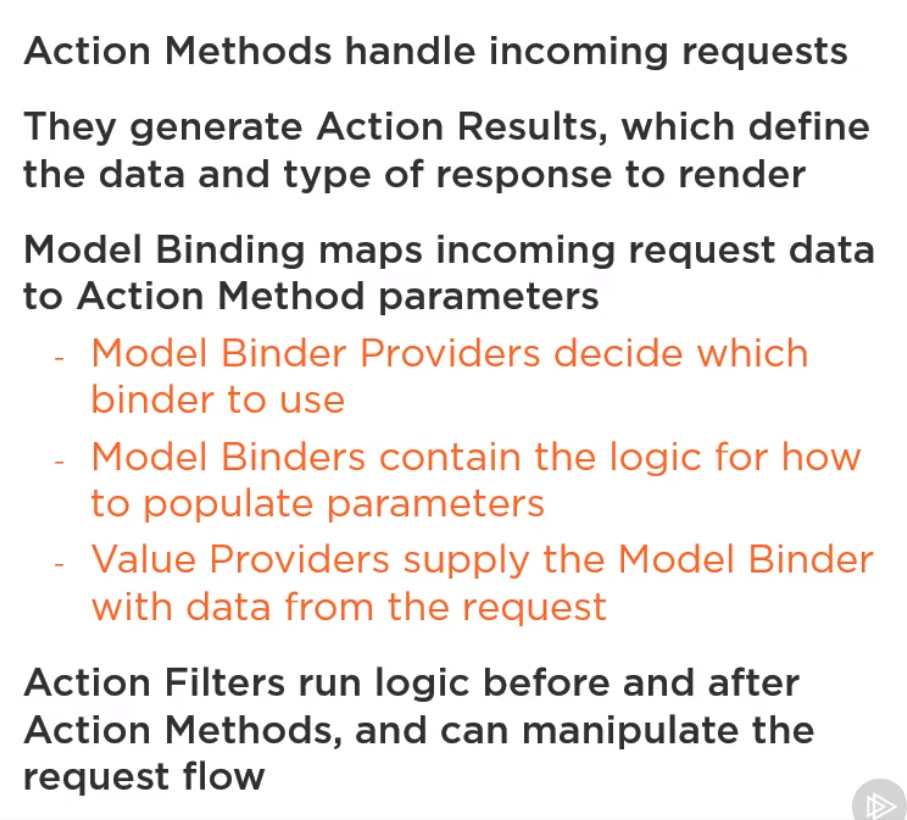 Action Methods handle incoming requests
They generate Action Results, which define
the data and type of response to render
Model Binding maps incoming request data
to Action Method parameters
- Model Binder Providers decide which
binder to use
- Model Binders contain the logic for how
to populate parameters
- Value Providers supply the Model Binder
with data from the request
Action Filters run logic before and after
Action Methods, and can manipulate the
request flow